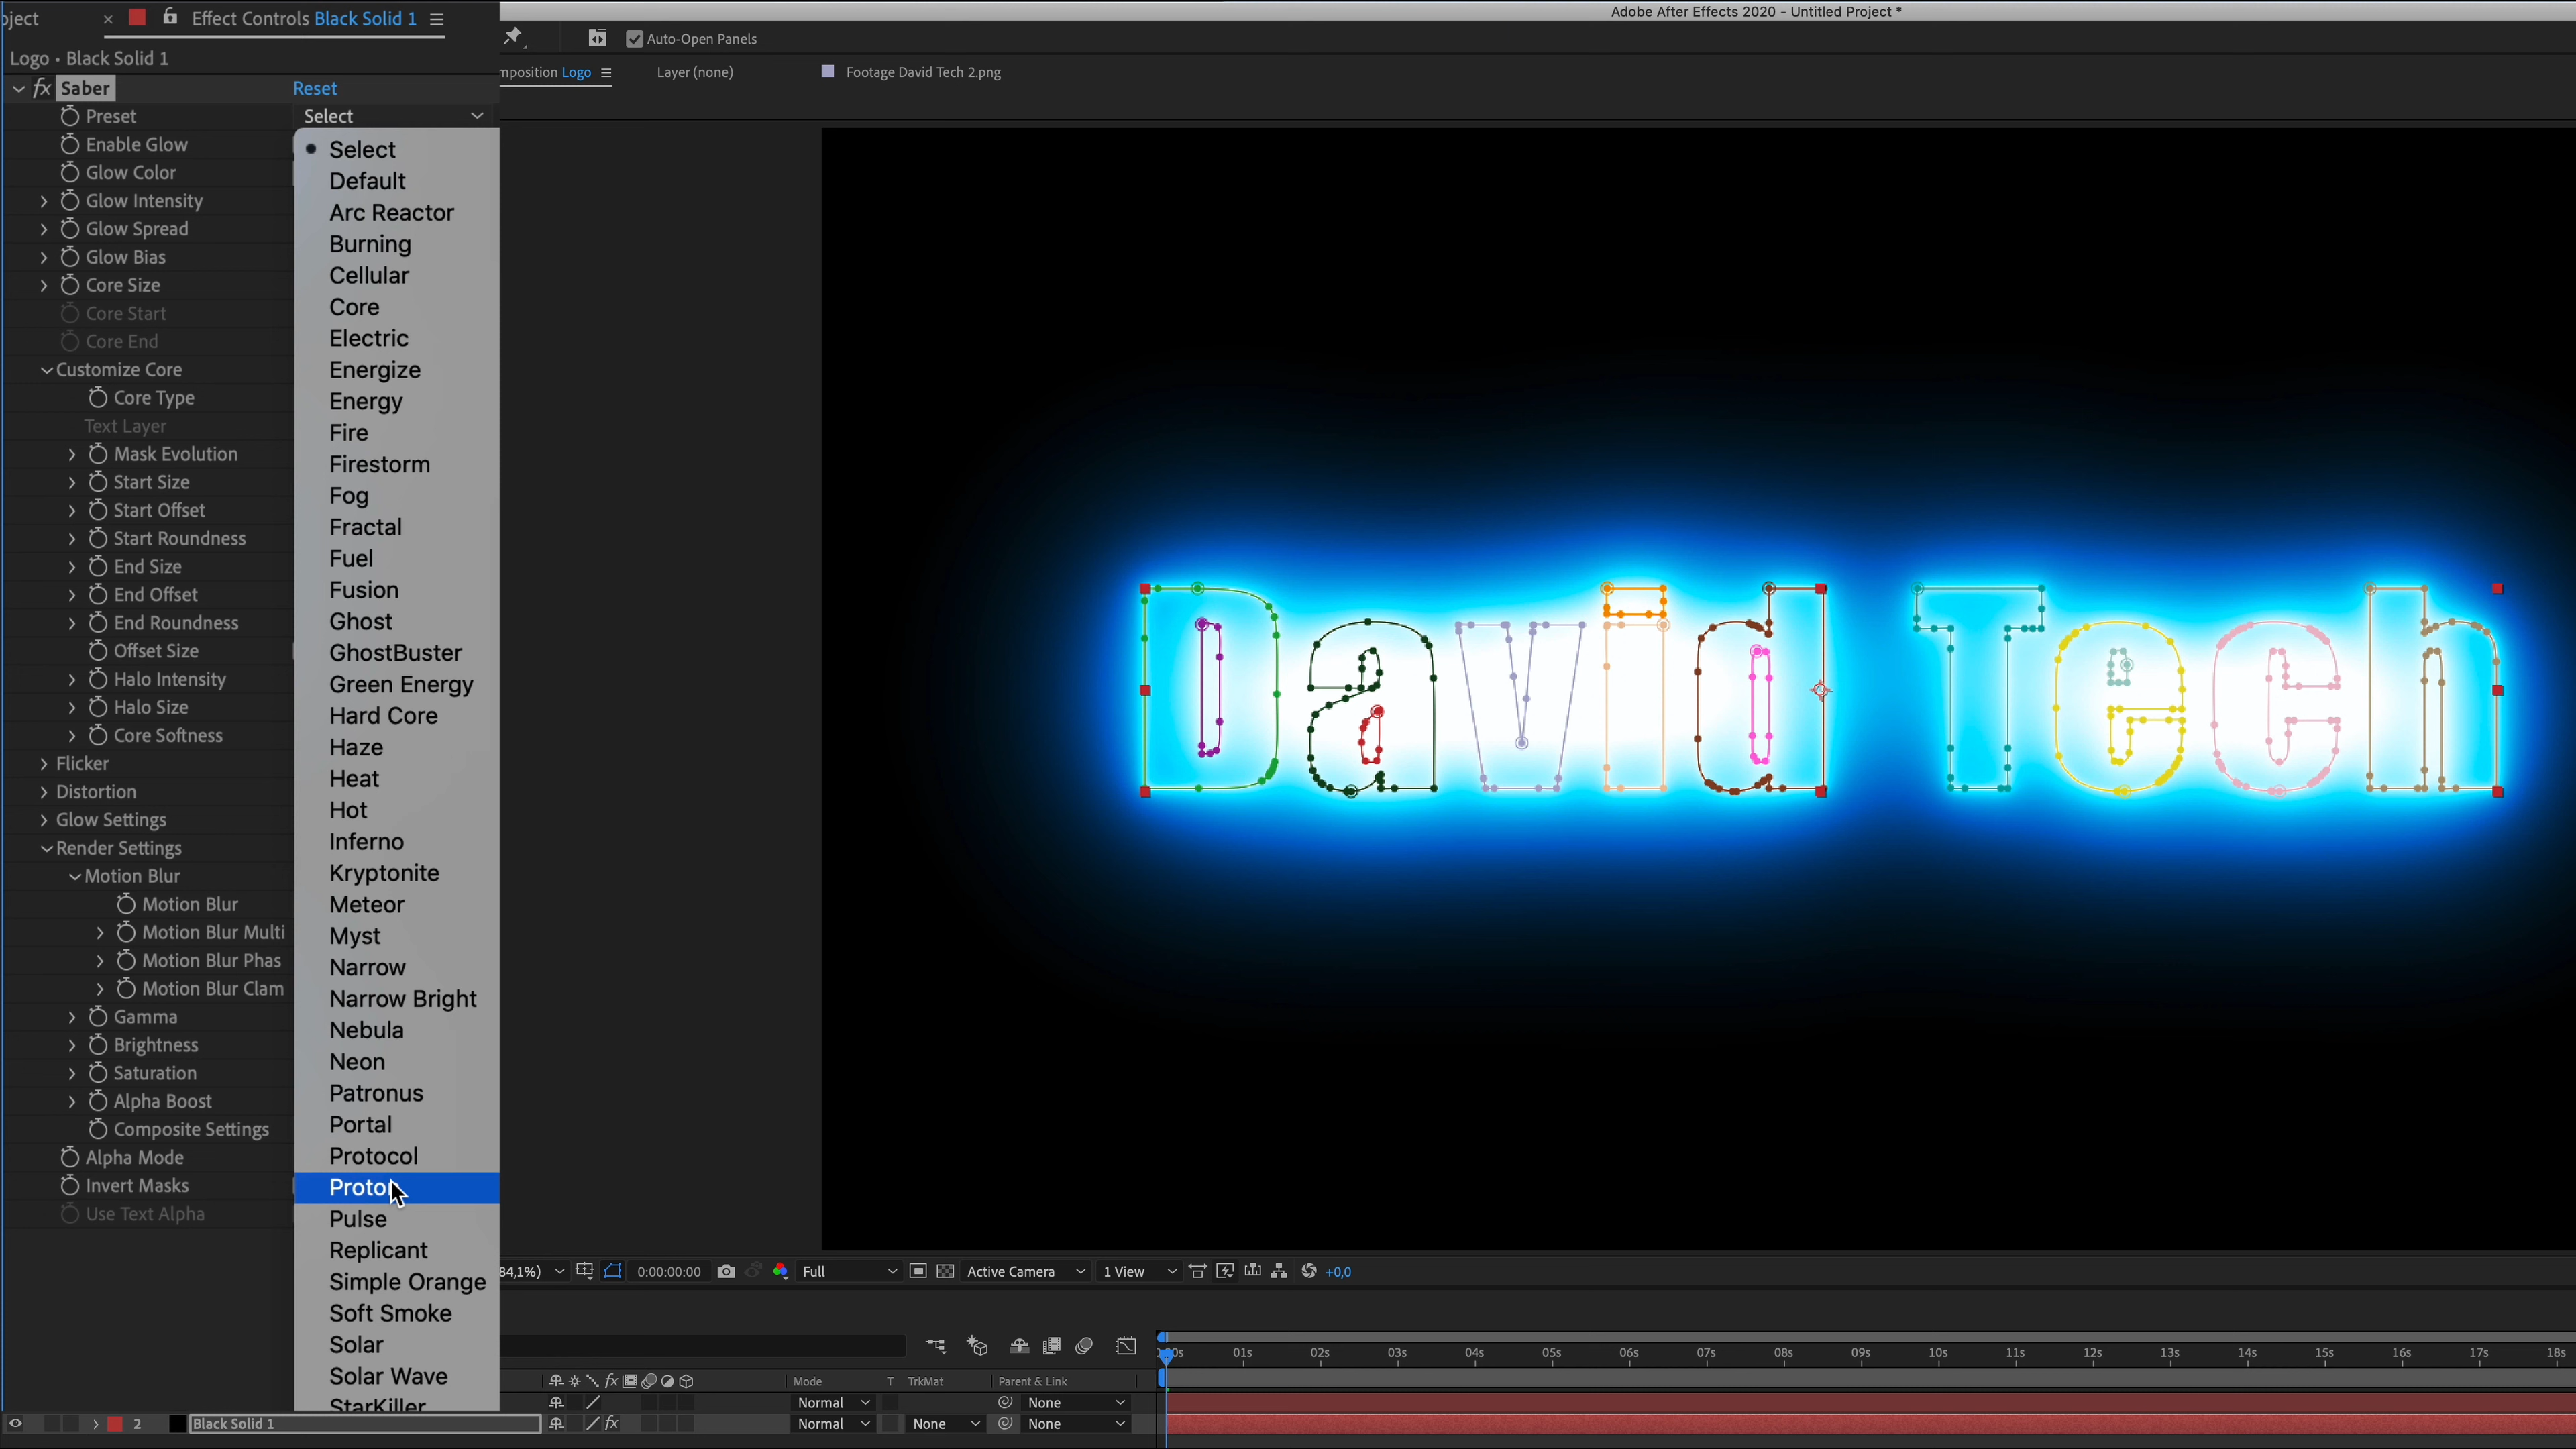 oject
Effect Controls Black Solid 1
Adobe After Effects 2020 - Untitled Project *
Auto-Open Panels
Logo • Black Solid 1
mposition Logo
Layer (none)
Footage David Tech 2.png
fx Saber
Reset
Preset
Select
Enable Glow
Glow Color
Glow Intensity
Glow Spread
Glow Bias
Core Size
Core Start
Core End
Customize Core
Core Type
Text Layer
Mask Evolution
Start Size
Start Offset
Start Roundness
End Size
End Offset
End Roundness
Offset Size
Halo Intensity
Halo Size
Core Softness
Flicker
Distortion
Glow Settings
Render Settings
Motion Blur
Motion Blur
Motion Blur Multi
Motion Blur Phas
Motion Blur Clam
Gamma
Brightness
Saturation
Alpha Boost
Composite Settings
Alpha Mode
Invert Masks
Use Text Alpha
Select
Default
Arc Reactor
Burning
Cellular
Core
Electric
Energize
Energy
Fire
Firestorm
Fog
Fractal
Fuel
Fusion
Ghost
GhostBuster
Green Energy
Hard Core
Haze
Heat
Hot
Inferno
Kryptonite
Meteor
Myst
Narrow
Narrow Bright
Nebula
Neon
Patronus
Portal
Protocol
Proton
Pulse
Replicant
Simple Orange
Soft Smoke
Solar
Solar Wave
StarKiller
David Tech
84,1%)
0:00:00:00
Full
Active Camera
1 View
+0,0
00s 01s 02s 03s 04s 05s 06s 07s 08s 09s 10s 11s 12s 13s 14s 15s 16s 17s 18s
fx
Mode
T TrkMat
Parent & Link
Normal
None
2
Black Solid 1
fx
Normal
None
None